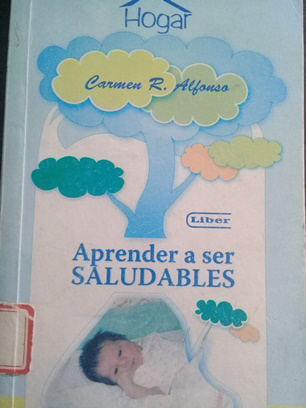 Hogar
Carmen R. Alfonso
Liber
Aprender a ser
SALUDABLES